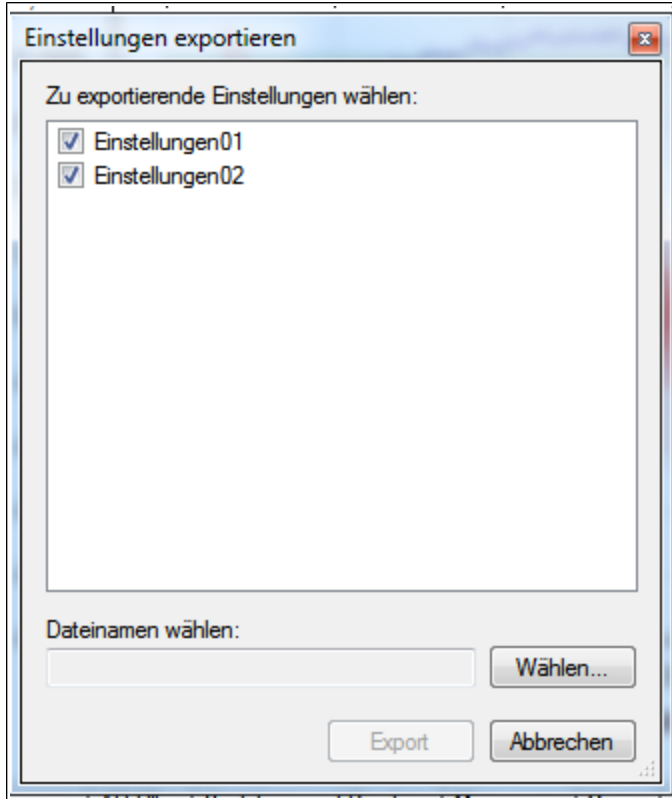 Einstellungen exportieren
Zu exportierende Einstellungen wählen:
Einstellungen01
Einstellungen02
Dateinamen wählen:
Wählen...
Export Abbrechen